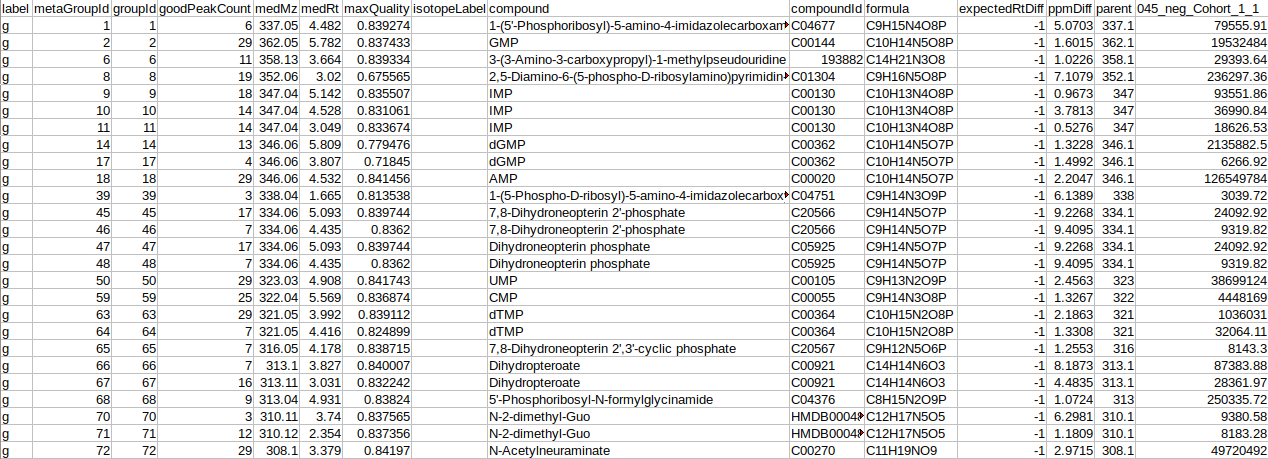 label metaGroupId groupId goodPeakCount medMz medRt maxQuality isotopeLabel compound compoundId formula expectedRtDiff ppmDiff parent 045_neg_Cohort_1_1
g 1 1 6 337.05 4.482 0.839274 1-(5'-Phosphoribosyl)-5-amino-4-imidazolecarboxam C04677 C9H15N4O8P -1 5.0703 337.1 79555.91
g 2 2 29 362.05 5.782 0.837433 GMP C00144 C10H14N5O8P -1 1.6015 362.1 19532484
g 6 6 11 358.13 3.664 0.839334 3-(3-Amino-3-carboxypropyl)-1-methylpseudouridine 193882 C14H21N3O8 -1 1.0226 358.1 29393.64
g 8 8 19 352.06 3.02 0.675565 2,5-Diamino-6-(5-phospho-D-ribosylamino)pyrimidin C01304 C9H16N5O8P -1 7.1079 352.1 236297.36
g 9 9 18 347.04 5.142 0.835507 IMP C00130 C10H13N4O8P -1 0.9673 347 93551.86
g 10 10 14 347.04 4.528 0.831061 IMP C00130 C10H13N4O8P -1 3.7813 347 36990.84
g 11 11 14 347.04 3.049 0.833674 IMP C00130 C10H13N4O8P -1 0.5276 347 18626.53
g 14 14 13 346.06 5.809 0.779476 dGMP C00362 C10H14N5O7P -1 1.3228 346.1 2135882.5
g 17 17 4 346.06 3.807 0.71845 dGMP C00362 C10H14N5O7P -1 1.4992 346.1 6266.92
g 18 18 29 346.06 4.532 0.841456 AMP C00020 C10H14N5O7P -1 2.2047 346.1 126549784
g 39 39 3 338.04 1.665 0.813538 1-(5-Phospho-D-ribosyl)-5-amino-4-imidazolecarbox C04751 C9H14N3O9P -1 6.1389 338 3039.72
g 45 45 17 334.06 5.093 0.839744 7,8-Dihydroneopterin 2'-phosphate C20566 C9H14N5O7P -1 9.2268 334.1 24092.92
g 46 46 7 334.06 4.435 0.8362 7,8-Dihydroneopterin 2'-phosphate C20566 C9H14N5O7P -1 9.4095 334.1 9319.82
g 47 47 17 334.06 5.093 0.839744 Dihydroneopterin phosphate C05925 C9H14N5O7P -1 9.2268 334.1 24092.92
g 48 48 7 334.06 4.435 0.8362 Dihydroneopterin phosphate C05925 C9H14N5O7P -1 9.4095 334.1 9319.82
g 50 50 29 323.03 4.908 0.841743 UMP C00105 C9H13N2O9P -1 2.4563 323 38699124
g 59 59 25 322.04 5.569 0.836874 CMP C00055 C9H14N3O8P -1 1.3267 322 4448169
g 63 63 29 321.05 3.992 0.839112 dTMP C00364 C10H15N2O8P -1 2.1863 321 1036031
g 64 64 7 321.05 4.416 0.824899 dTMP C00364 C10H15N2O8P -1 1.3308 321 32064.11
g 65 65 7 316.05 4.178 0.838715 7,8-Dihydroneopterin 2',3'-cyclic phosphate C20567 C9H12N5O6P -1 1.2553 316 8143.3
g 66 66 7 313.1 3.827 0.840007 Dihydropteroate C00921 C14H14N6O3 -1 8.1873 313.1 87383.88
g 67 67 16 313.11 3.031 0.832242 Dihydropteroate C00921 C14H14N6O3 -1 4.4835 313.1 28361.97
g 68 68 9 313.04 4.931 0.83824 5'-Phosphoribosyl-N-formylglycinamide C04376 C8H15N2O9P -1 1.0724 313 250335.72
g 70 70 3 310.11 3.74 0.837565 N-2-dimethyl-Guo HMDB0004 C12H17N5O5 -1 6.2981 310.1 9380.58
g 71 71 12 310.12 2.354 0.837356 N-2-dimethyl-Guo HMDB0004 C12H17N5O5 -1 1.1809 310.1 8183.28
g 72 72 29 308.1 3.379 0.84197 N-Acetylneuraminate C00270 C11H19NO9 -1 2.9715 308.1 49720492